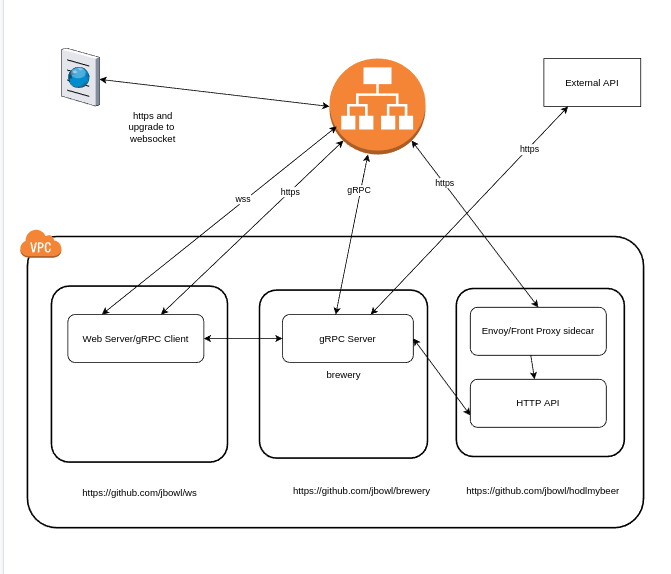 External API
https and
upgrade to
websocket
https
https
gRPC
https
wss
VPC
Envoy/Front Proxy sidecar
Web Server/gRPC Client
gRPC Server
brewery
HTTP API
https://github.com/jbowl/ws
https://github.com/jbowl/brewery
https://github.com/jbowl/hodlmybeer